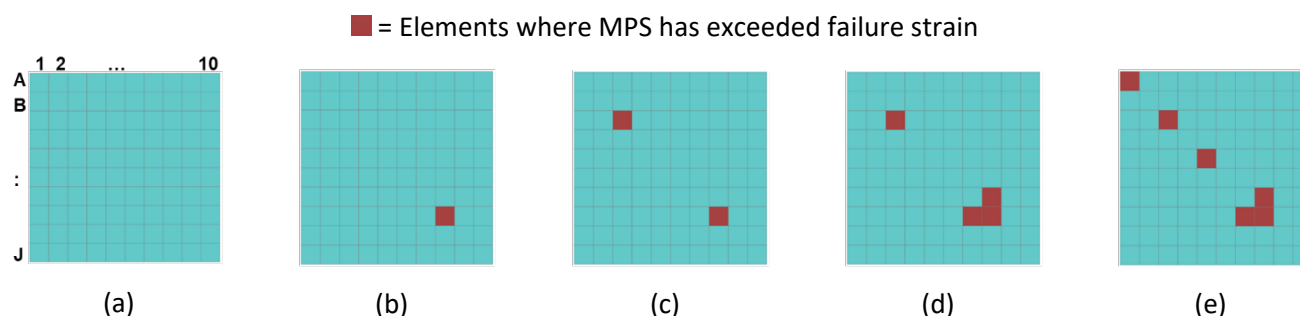 = Elements where MPS has exceeded failure strain
1 2 ... 10
A
B
:
J
(a) (b) (c) (d) (e)